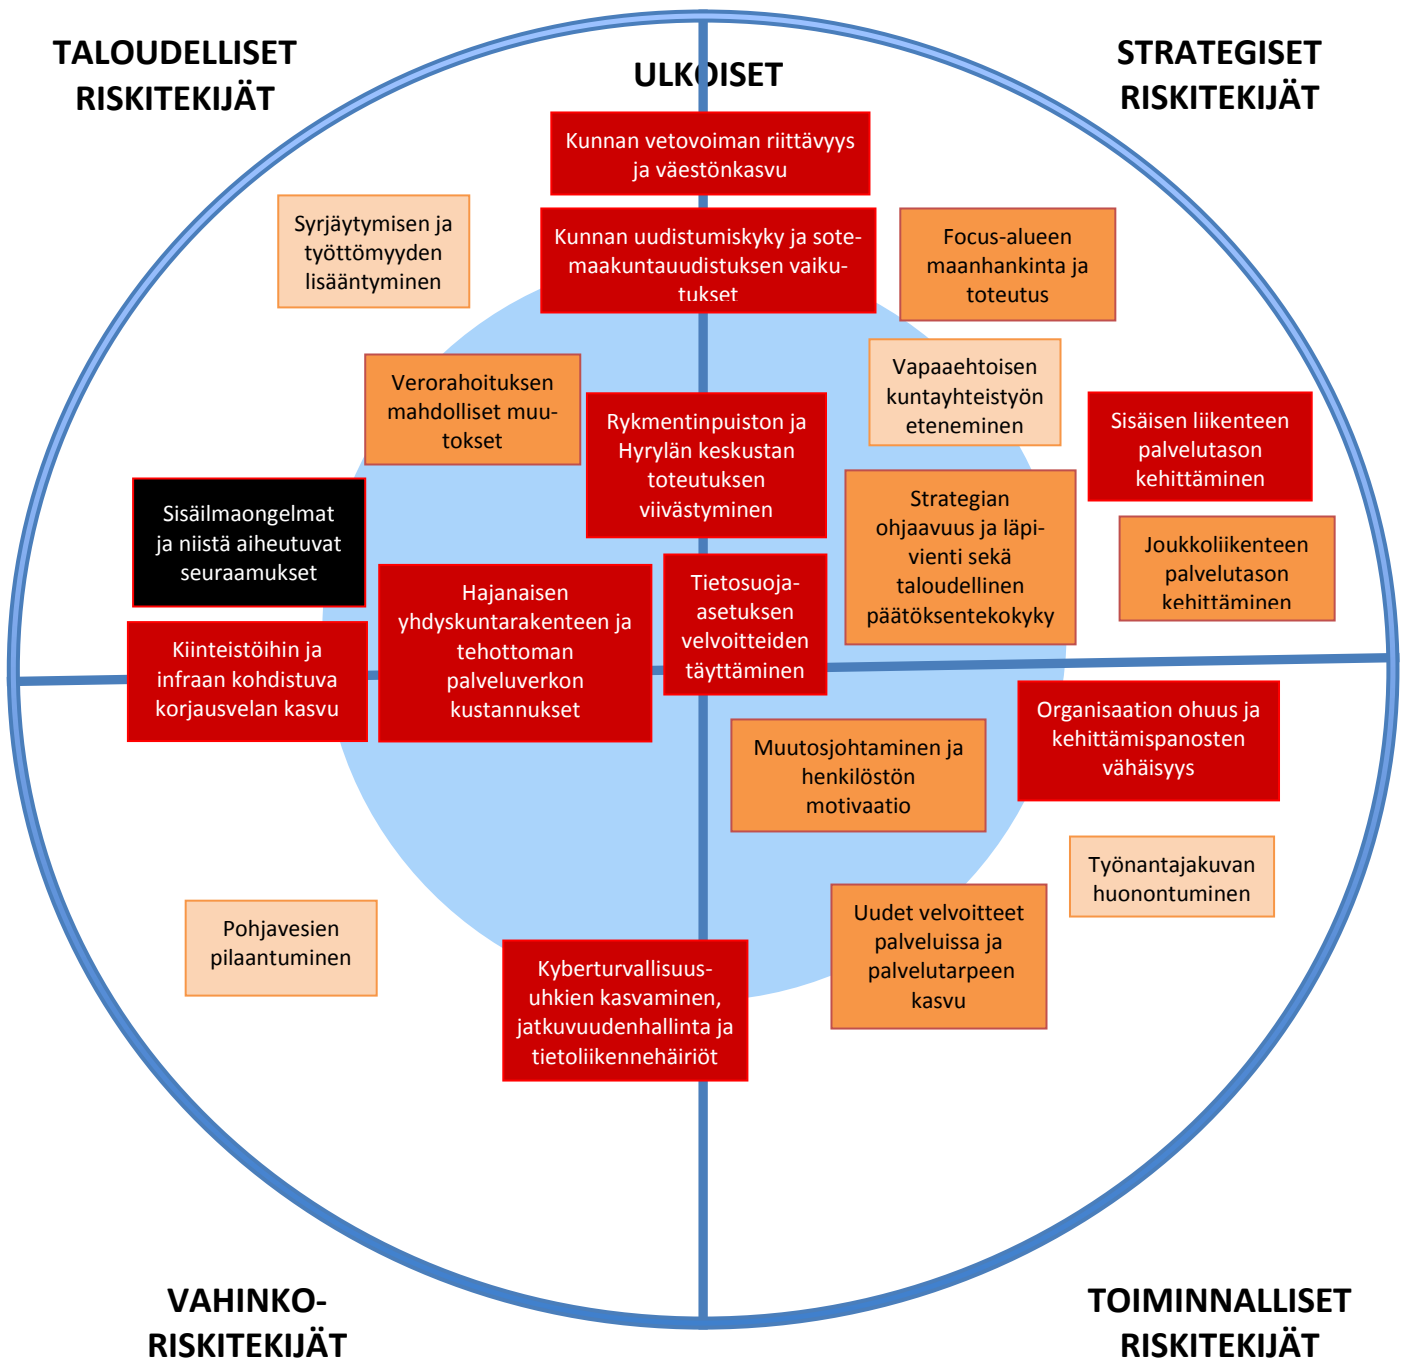 TALOUDELLISET
RISKITEKIJÄT
ULKOISET
STRATEGISET
RISKITEKIJÄT
Kunnan vetovoiman riittävyys
ja väestönkasvu
Syrjäytymisen ja
työttömyyden
lisääntyminen
Kunnan uudistumiskyky ja sote-
maakuntauudistuksen vaiku-
tukset
Focus-alueen
maanhankinta ja
toteutus
Verorahoituksen
mahdolliset muu-
tokset
Vapaaehtoisen
kuntayhteistyön
eteneminen
Rykmentinpuiston ja
Hyrylän keskustan
toteutuksen
viivästyminen
Sisäisen liikenteen
palvelutason
kehittäminen
Sisäilmaongelmat
ja niistä aiheutuvat
seuraamukset
Strategian
ohjaavuus ja läpi-
vienti sekä
taloudellinen
päätöksentekokyky
Joukkoliikenteen
palvelutason
kehittäminen
Hajanaisen
yhdyskuntarakenteen ja
tehottoman
palveluverkon
kustannukset
Tietosuoja-
asetuksen
velvoitteiden
täyttäminen
Kiinteistöihin ja
infraan kohdistuva
korjausvelan kasvu
Organisaation ohuus ja
kehittämispanosten
vähäisyys
Muutosjohtaminen ja
henkilöstön
motivaatio
Työnantajakuvan
huonontuminen
Pohjavesien
pilaantuminen
Uudet velvoitteet
palveluissa ja
palvelutarpeen
kasvu
Kyberturvallisuus-
uhkien kasvaminen,
jatkuvuudenhallinta ja
tietoliikennehäiriöt
VAHINKO-
RISKITEKIJÄT
TOIMINNALLISET
RISKITEKIJÄT